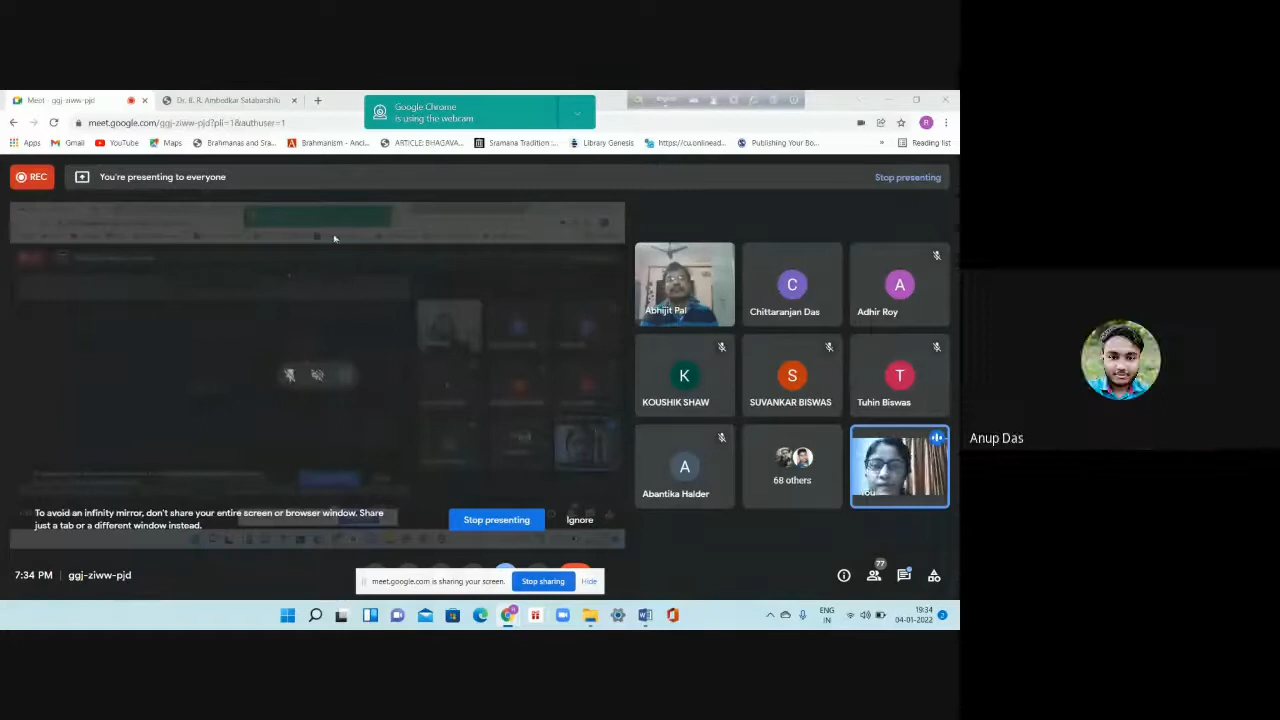 Meet - ggj-ziww-pjd
Dr. B. R. Ambedkar Satabarshiki
Google Chrome
is using the webcam
English
meet.google.com/ggj-ziww-pjd?pli=1&authuser=1
Apps
Gmail
YouTube
Maps
Brahmanas and Sra...
Brahmanism - Anci...
ARTICLE: BHAGAVA...
Sramana Tradition :...
Library Genesis
https://cu.onlinead...
Publishing Your Bo...
»
Reading list
REC
You're presenting to everyone
Stop presenting
Abhijit Pal
C
Chittaranjan Das
A
Adhir Roy
K
KOUSHIK SHAW
S
SUVANKAR BISWAS
T
Tuhin Biswas
A
Abantika Halder
68 others
You
Anup Das
To avoid an infinity mirror, don't share your entire screen or browser window. Share
just a tab or a different window instead.
Stop presenting
Ignore
7:34 PM | ggj-ziww-pjd
meet.google.com is sharing your screen.
Stop sharing
Hide
77
ENG
IN
19:34
04-01-2022